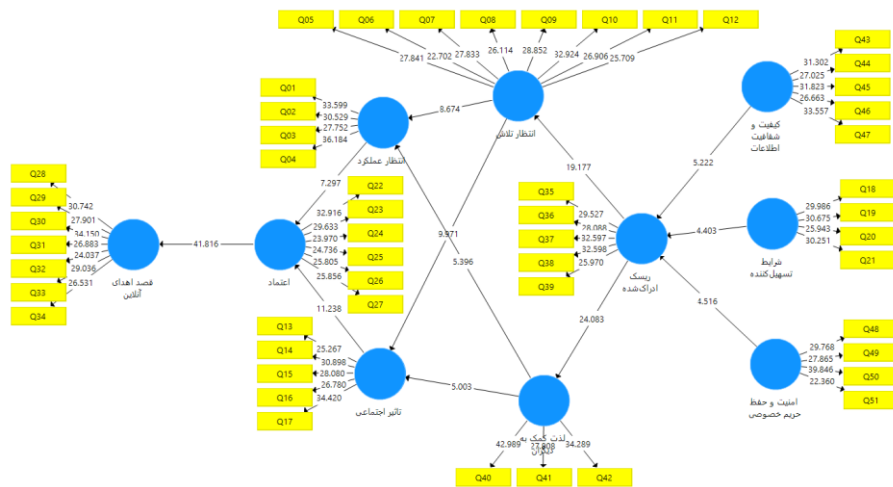 Q05
Q06
Q07
Q08
Q09
Q10
Q11
Q12
27.841
22.702
27.833
26.114
28.852
32.924
26.906
25.709
انتظار تلاش
Q01
Q02
Q03
Q04
33.599
30.529
27.752
36.184
انتظار عملکرد
8.674
Q43
Q44
Q45
Q46
Q47
31.302
27.025
31.823
26.663
33.557
کیفیت و
شفافیت
اطلاعات
19.177
5.222
7.297
Q28
Q29
Q30
Q31
Q32
Q33
Q34
30.742
27.901
34.150
26.883
24.037
29.036
26.531
قصد اهدای
آنلاین
41.816
اعتماد
Q22
Q23
Q24
Q25
Q26
Q27
32.916
29.633
23.970
24.736
25.805
25.856
9.971
5.396
Q35
Q36
Q37
Q38
Q39
29.527
28.088
32.597
32.598
25.970
ریسک
ادراک‌شده
4.403
Q18
Q19
Q20
Q21
29.986
30.675
25.943
30.251
شرایط
تسهیل‌کننده
11.238
24.083
4.516
Q13
Q14
Q15
Q16
Q17
25.267
30.898
28.080
26.780
34.420
تاثیر اجتماعی
5.003
لذت کمک به
دیگران
42.989
27.808
34.289
Q40
Q41
Q42
Q48
Q49
Q50
Q51
29.768
27.865
39.846
22.360
امنیت و حفظ
حریم خصوصی